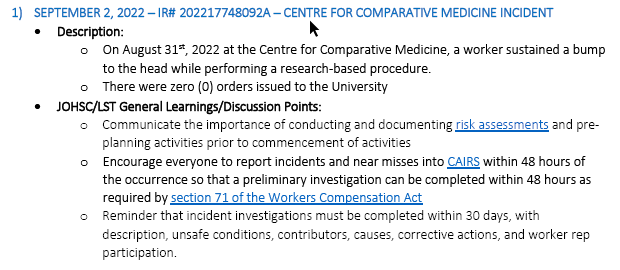 1) SEPTEMBER 2, 2022 – IR# 202217748092A – CENTRE FOR COMPARATIVE MEDICINE INCIDENT
• Description:
o On August 31st, 2022 at the Centre for Comparative Medicine, a worker sustained a bump
to the head while performing a research-based procedure.
o There were zero (0) orders issued to the University
• JOHSC/LST General Learnings/Discussion Points:
o Communicate the importance of conducting and documenting risk assessments and pre-
planning activities prior to commencement of activities
o Encourage everyone to report incidents and near misses into CAIRS within 48 hours of
the occurrence so that a preliminary investigation can be completed within 48 hours as
required by section 71 of the Workers Compensation Act
o Reminder that incident investigations must be completed within 30 days, with
description, unsafe conditions, contributors, causes, corrective actions, and worker rep
participation.